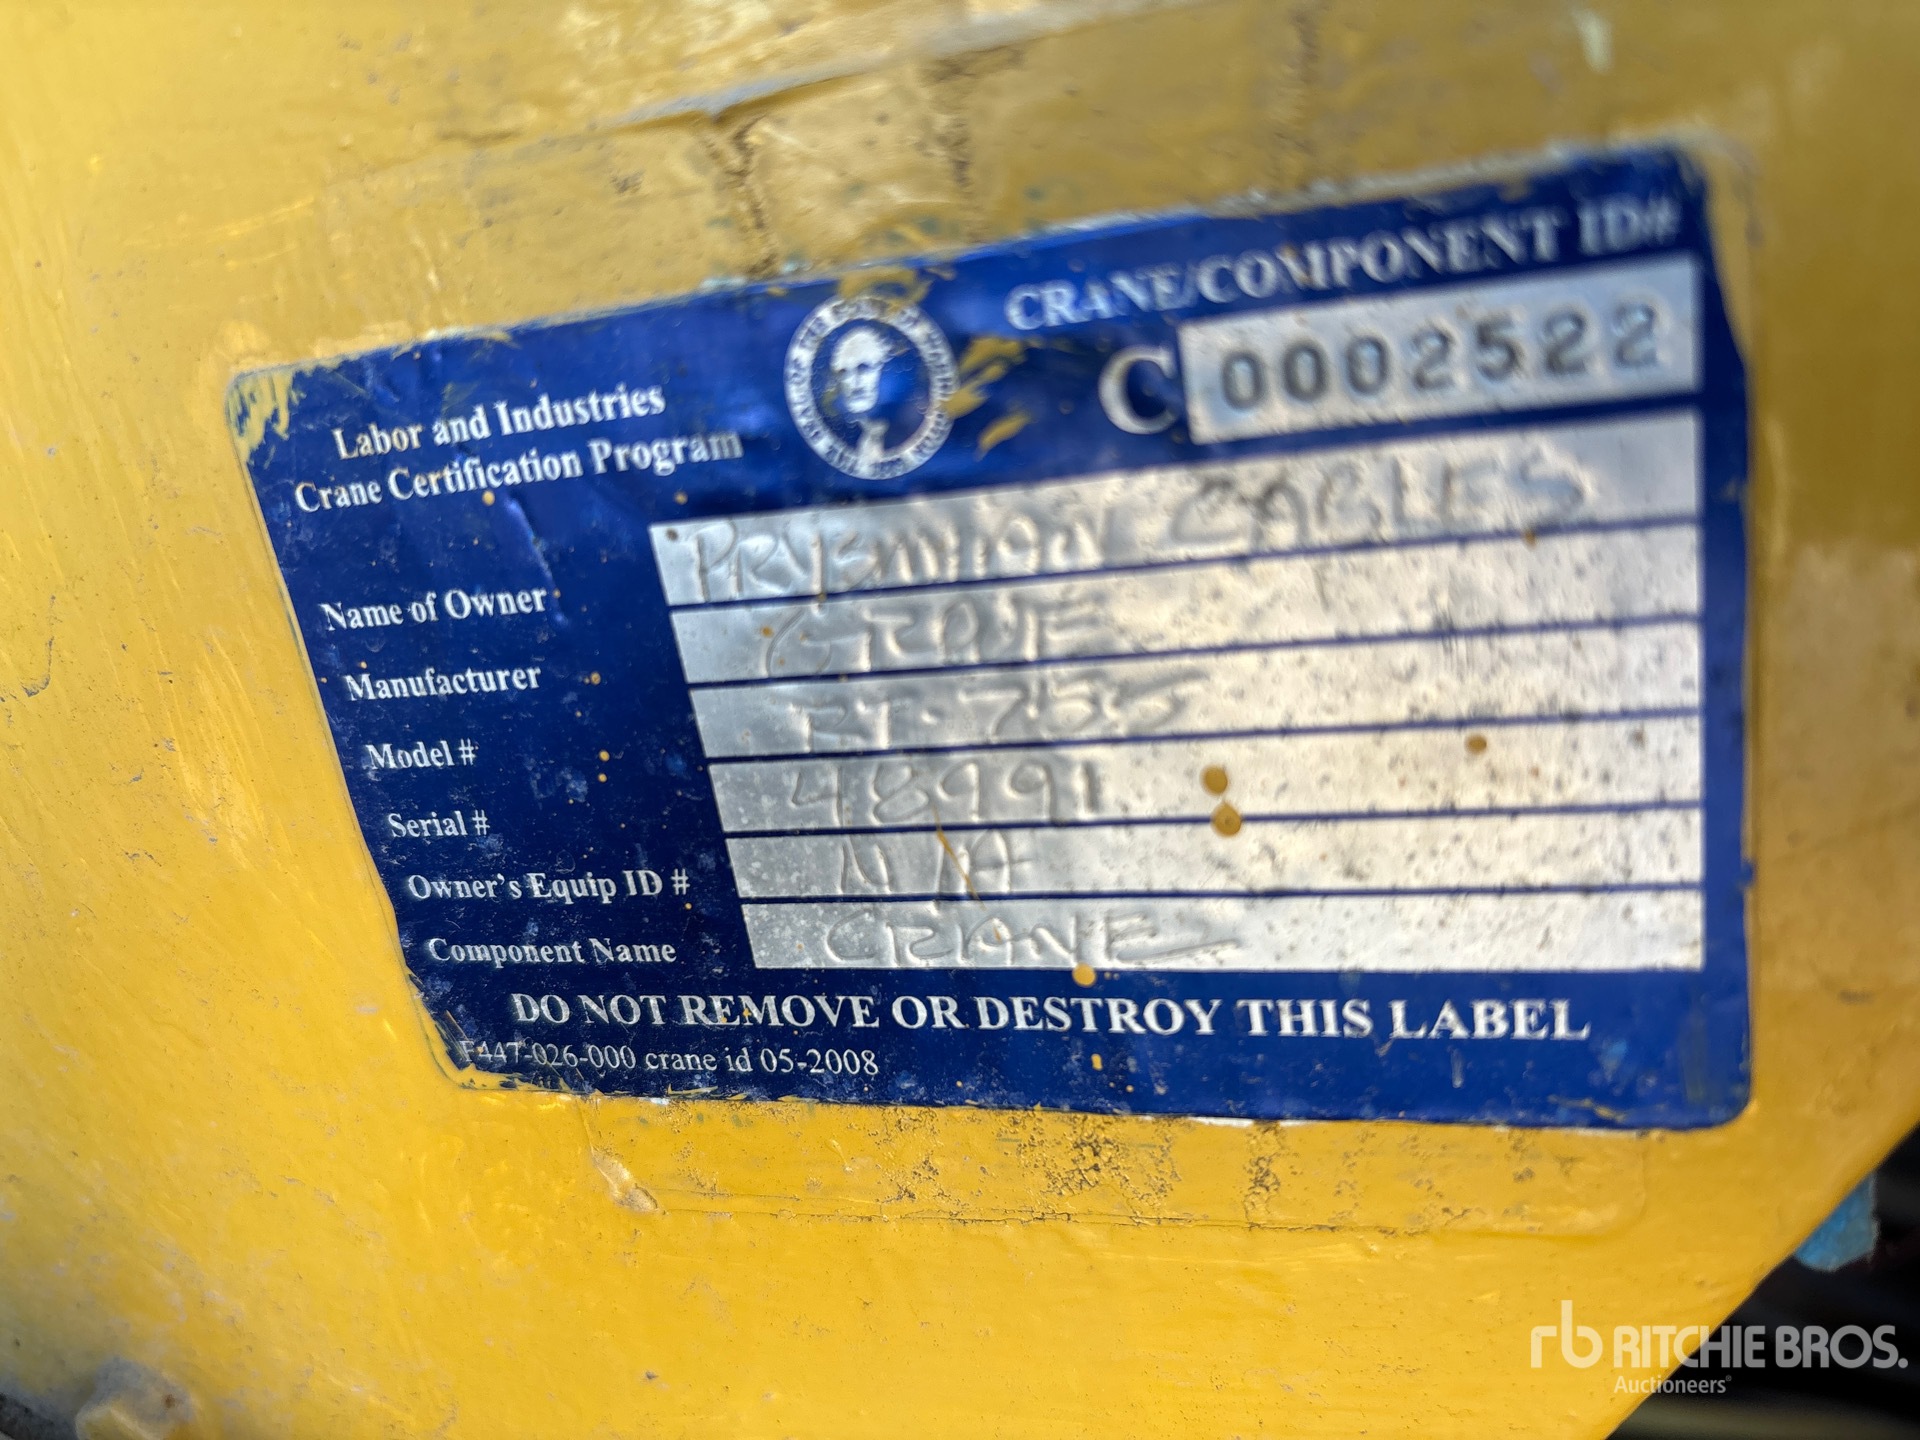 CRANE/COMPONENT ID#
C 0002522
Labor and Industries
Crane Certification Program
Name of Owner PRYSMIAN CABLES
Manufacturer GROVE
Model # RT-755
Serial # 48991
Owner's Equip ID # N/A
Component Name CRANE
DO NOT REMOVE OR DESTROY THIS LABEL
F447-026-000 crane id 05-2008
rb RITCHIE BROS.
Auctioneers